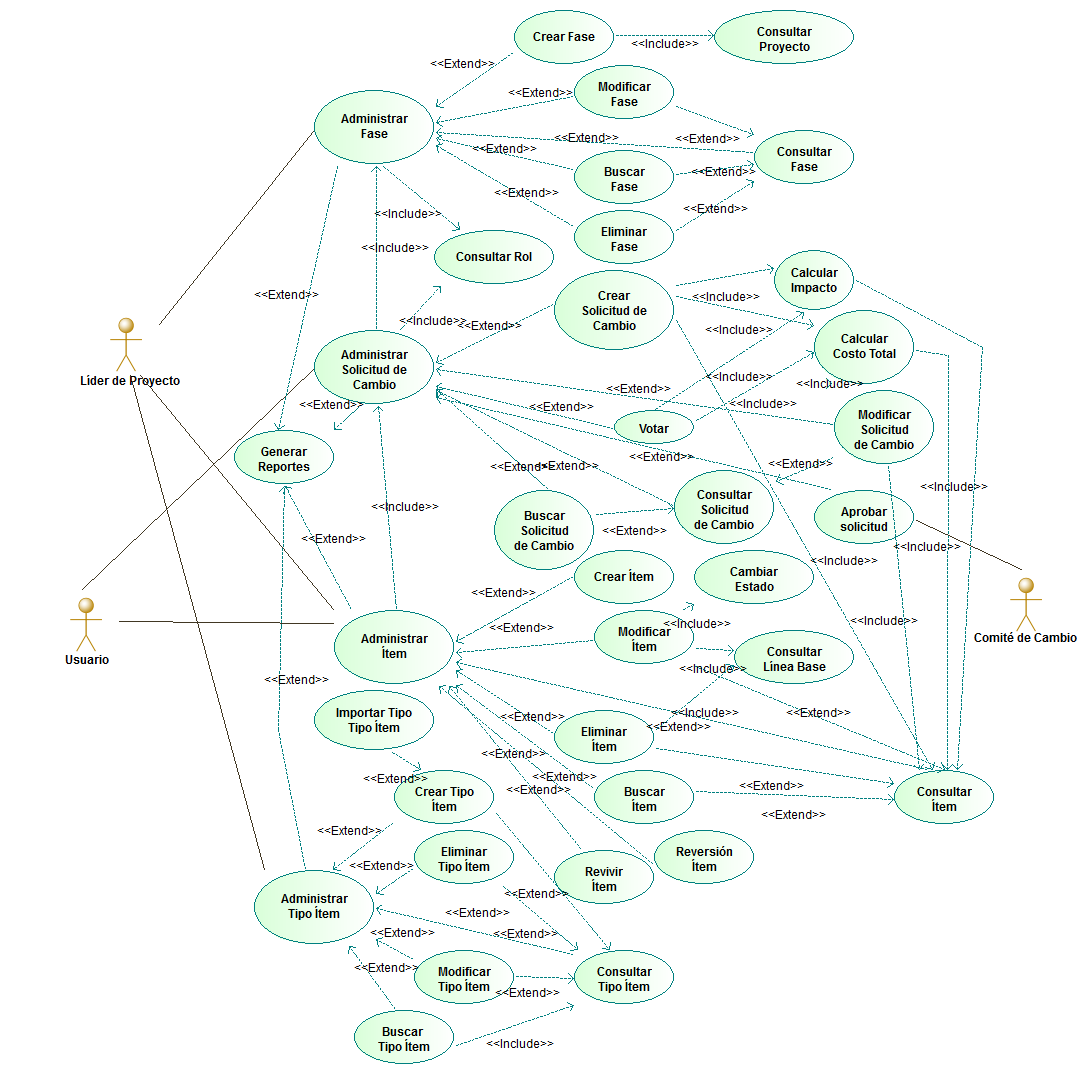 Crear Fase
<<Include>>
Consultar
Proyecto
<<Extend>>
Modificar
Fase
<<Extend>>
Administrar
Fase
<<Extend>>
<<Extend>>
<<Extend>>
Consultar
Fase
Buscar
Fase
<<Extend>>
<<Extend>>
<<Extend>>
<<Include>>
Eliminar
Fase
<<Include>>
Consultar Rol
Calcular
Impacto
<<Extend>>
Crear
Solicitud de
Cambio
<<Include>>
<<Include>>
<<Extend>>
<<Include>>
Calcular
Costo Total
Líder de Proyecto
Administrar
Solicitud de
Cambio
<<Include>>
<<Include>>
<<Extend>>
<<Extend>>
<<Extend>>
<<Include>>
Modificar
Solicitud
de Cambio
Votar
Generar
Reportes
<<Extend>>
<<Extend>>
<<Extend>>
<<Extend>>
<<Include>>
Consultar
Solicitud
de Cambio
<<Include>>
Buscar
Solicitud
de Cambio
<<Extend>>
Aprobar
solicitud
<<Extend>>
<<Include>>
<<Include>>
Crear Ítem
Cambiar
Estado
<<Extend>>
Comité de Cambio
<<Extend>>
Modificar
Ítem
<<Include>>
<<Include>>
Usuario
Administrar
Ítem
Consultar
Línea Base
<<Include>>
<<Extend>>
Importar Tipo
Tipo Ítem
<<Extend>>
<<Include>>
<<Extend>>
<<Extend>>
Eliminar
Ítem
<<Extend>>
<<Extend>>
<<Extend>>
<<Extend>>
<<Extend>>
Crear Tipo
Ítem
Buscar
Ítem
<<Extend>>
Consultar
Ítem
<<Extend>>
<<Extend>>
Eliminar
Tipo Ítem
<<Extend>>
Reversión
Ítem
Revivir
Ítem
<<Extend>>
Administrar
Tipo Ítem
<<Extend>>
<<Extend>>
<<Extend>>
<<Extend>>
Modificar
Tipo Ítem
<<Extend>>
Consultar
Tipo Ítem
Buscar
Tipo Ítem
<<Include>>